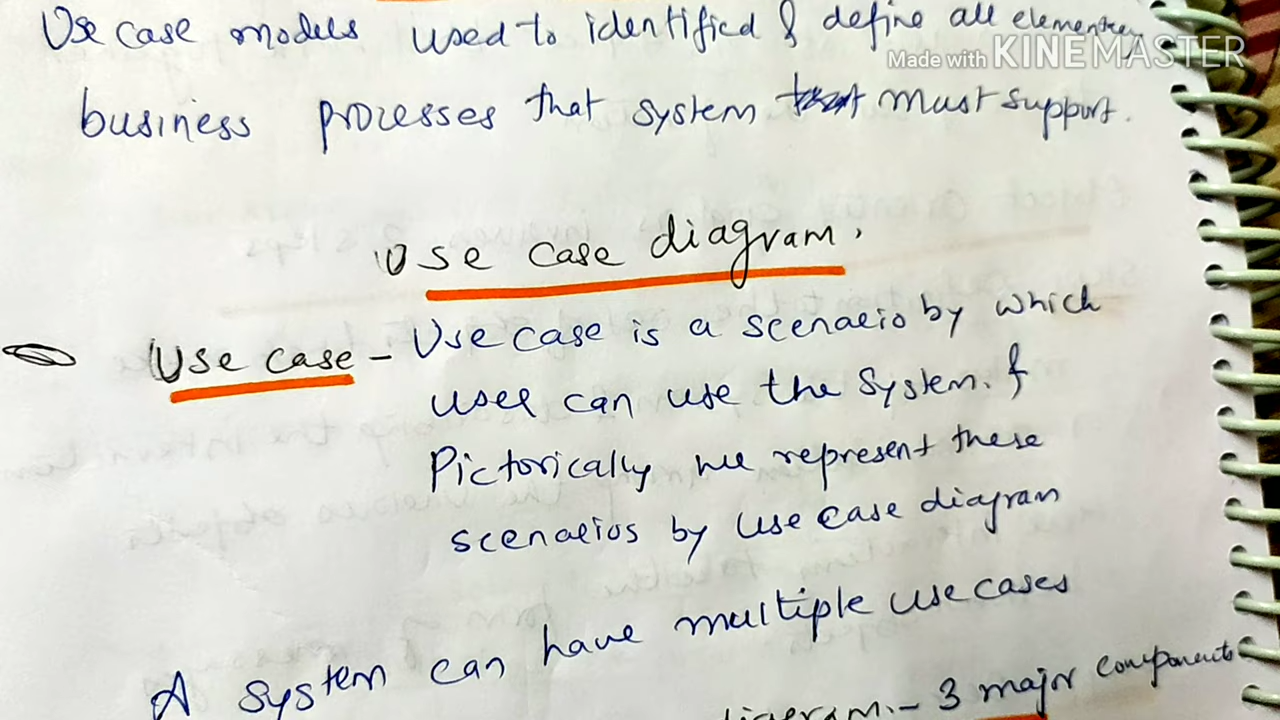 Use case models used to identified & define all elementry
Made with KINEMASTER
business processes that system must support.
Use case diagram.
Use case - Use case is a scenario by which
user can use the system. &
Pictorically we represent these
scenarios by use case diagram
A system can have multiple use cases
diagram. - 3 major components